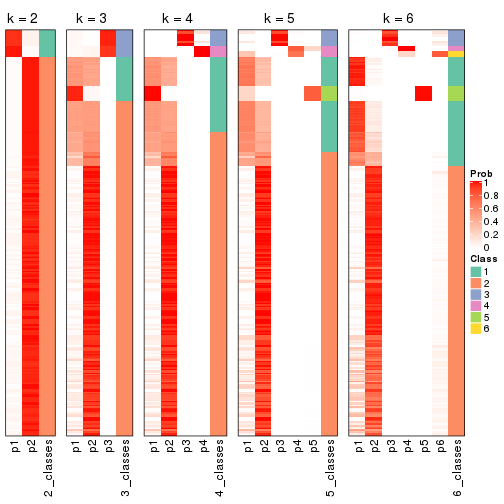 k = 2
k = 3
k = 4
k = 5
k = 6
Prob
1
0.8
0.6
0.4
0.2
0
Class
1
2
3
4
5
6
p1
p2
2_classes
p1
p2
p3
3_classes
p1
p2
p3
p4
4_classes
p1
p2
p3
p4
p5
5_classes
p1
p2
p3
p4
p5
p6
6_classes